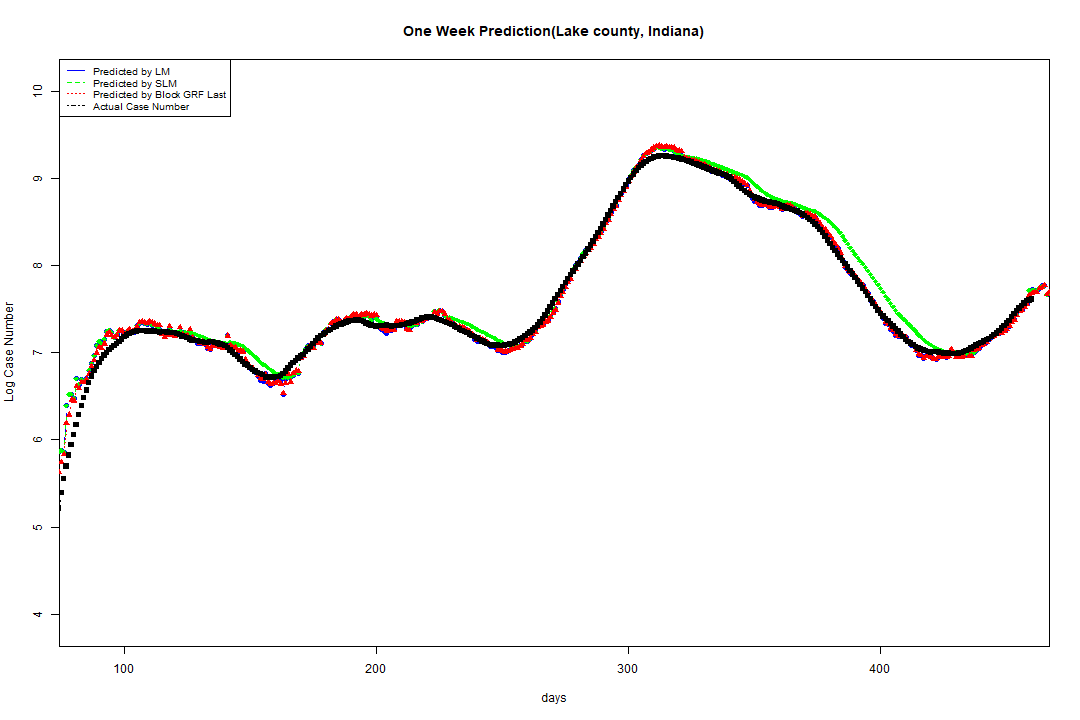 One Week Prediction(Lake county, Indiana)
Predicted by LM
Predicted by SLM
Predicted by Block GRF Last
Actual Case Number
Log Case Number
10
9
8
7
6
5
4
100 200 300 400
days